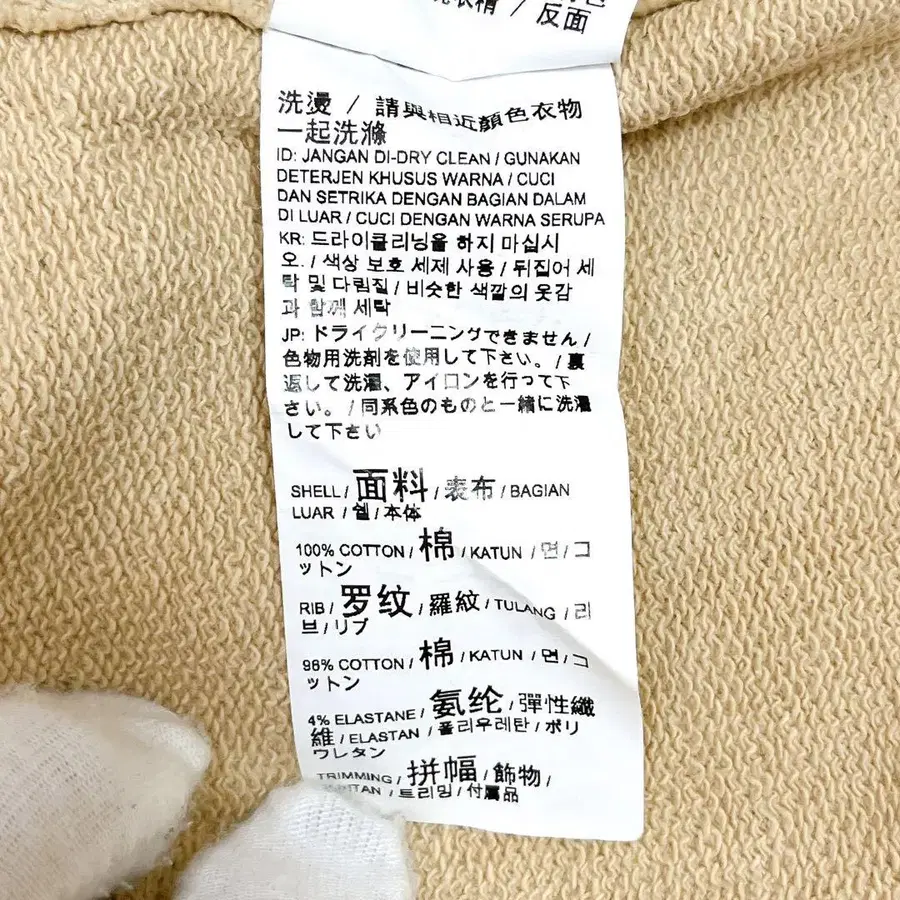 衣精 / 反面
洗燙 / 請與相近顏色衣物
一起洗滌
ID: JANGAN DI-DRY CLEAN / GUNAKAN
DETERJEN KHUSUS WARNA / CUCI
DAN SETRIKA DENGAN BAGIAN DALAM
DI LUAR / CUCI DENGAN WARNA SERUPA
KR: 드라이클리닝을 하지 마십시
오. / 색상 보호 세제 사용 / 뒤집어 세
탁 및 다림질 / 비슷한 색깔의 옷감
과 함께 세탁
JP: ドライクリーニングできません /
色物用洗剤を使用して下さい。 / 裏
返して洗濯、アイロンを行って下
さい。 / 同系色のものと一緒に洗濯
して下さい
SHELL / 面料 / 表布 / BAGIAN
LUAR / 쉘 / 本体
100% COTTON / 棉 / KATUN / 면 / コ
ットン
RIB / 罗纹 / 羅紋 / TULANG / 리
브 / リブ
96% COTTON / 棉 / KATUN / 면 / コ
ットン
4% ELASTANE / 氨纶 / 彈性纖
維 / ELASTAN / 폴리우레탄 / ポリ
ウレタン
TRIMMING / 拼幅 / 飾物 /
트리밍 / 付属品